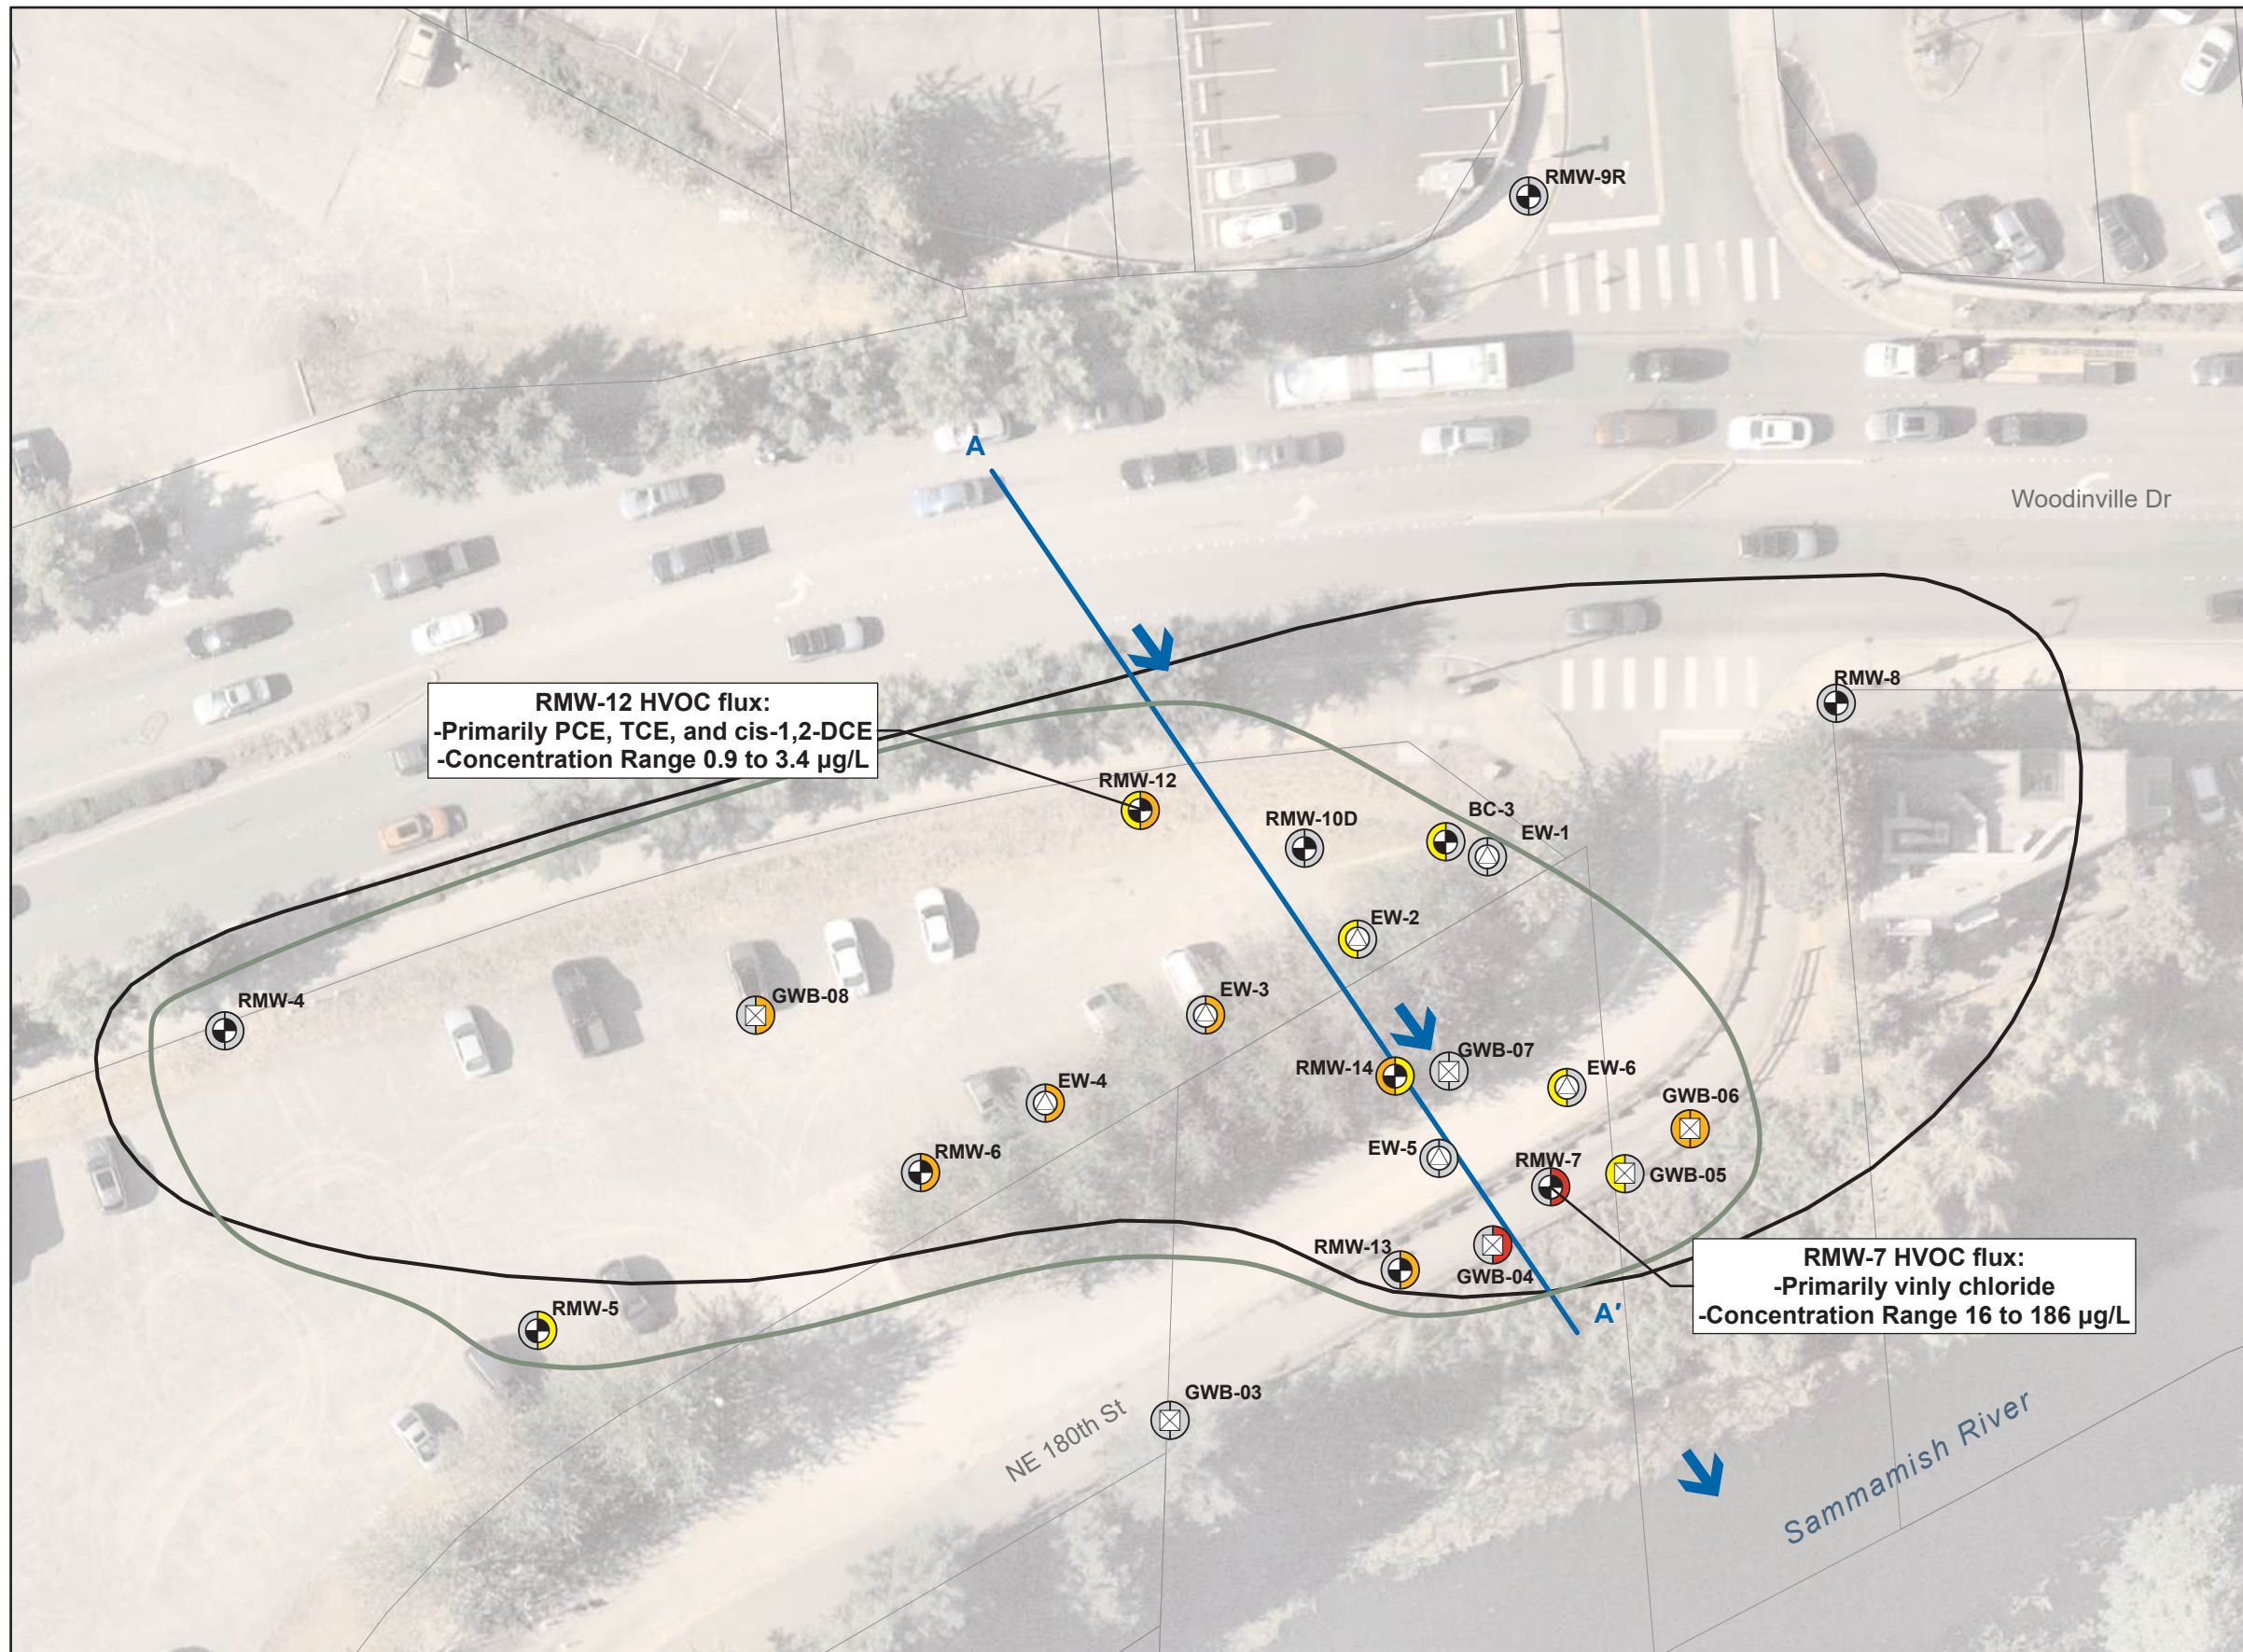 RMW-9R
A
Woodinville Dr
RMW-8
RMW-12 HVOC flux:
-Primarily PCE, TCE, and cis-1,2-DCE
-Concentration Range 0.9 to 3.4 µg/L
RMW-12
RMW-10D
BC-3
EW-1
EW-2
RMW-4
GWB-08
EW-3
RMW-14
GWB-07
EW-6
EW-4
GWB-06
RMW-6
EW-5
RMW-7
GWB-05
RMW-13
GWB-04
RMW-7 HVOC flux:
-Primarily vinly chloride
-Concentration Range 16 to 186 µg/L
RMW-5
A′
GWB-03
NE 180th St
Sammamish River